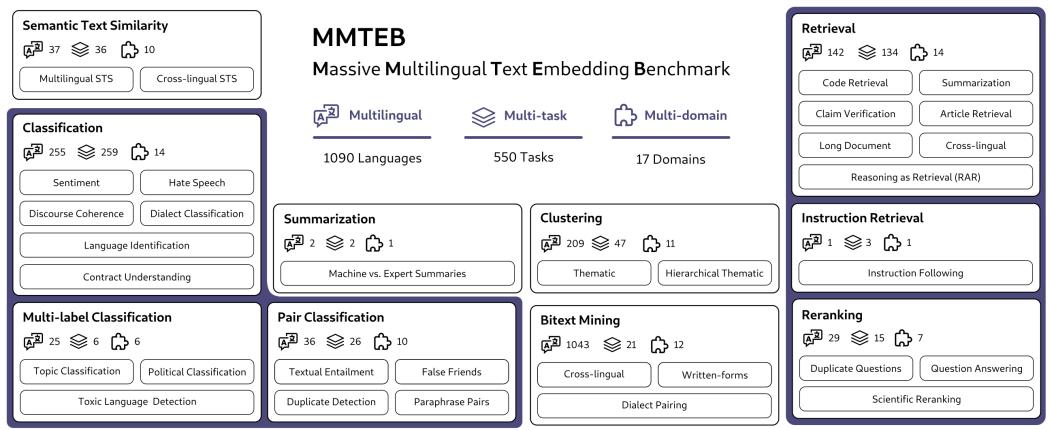 MMTEB
Massive Multilingual Text Embedding Benchmark
Multilingual
1090 Languages
Multi-task
550 Tasks
Multi-domain
17 Domains
Semantic Text Similarity
37 36 10
Multilingual STS
Cross-lingual STS
Classification
255 259 14
Sentiment
Hate Speech
Discourse Coherence
Dialect Classification
Language Identification
Contract Understanding
Multi-label Classification
25 6 6
Topic Classification
Political Classification
Toxic Language Detection
Summarization
2 2 1
Machine vs. Expert Summaries
Pair Classification
36 26 10
Textual Entailment
False Friends
Duplicate Detection
Paraphrase Pairs
Clustering
209 47 11
Thematic
Hierarchical Thematic
Bitext Mining
1043 21 12
Cross-lingual
Written-forms
Dialect Pairing
Retrieval
142 134 14
Code Retrieval
Summarization
Claim Verification
Article Retrieval
Long Document
Cross-lingual
Reasoning as Retrieval (RAR)
Instruction Retrieval
1 3 1
Instruction Following
Reranking
29 15 7
Duplicate Questions
Question Answering
Scientific Reranking